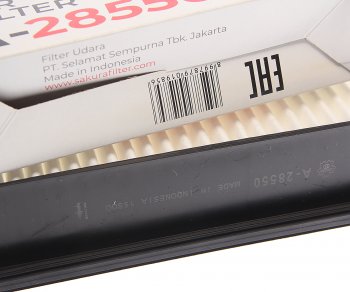 FILTER
A-28550
Filter Udara
PT. Selamat Sempurna Tbk, Jakarta
Made in Indonesia
www.sakurafilter.com
EAC
A-28550 MADE IN INDONESIA